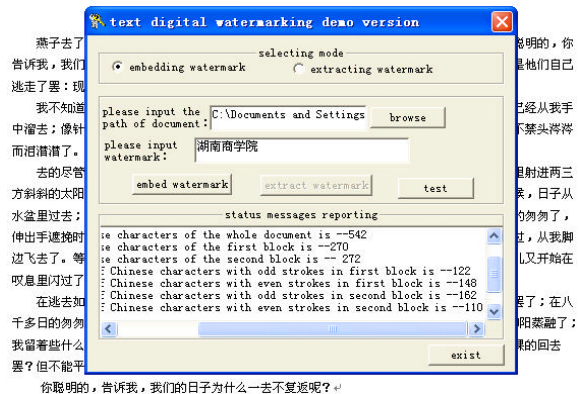 text digital watermarking demo version
selecting mode
embedding watermark
extracting watermark
please input the
path of document:
C:\Documents and Settings
browse
please input
watermark:
湖南商学院
embed watermark
extract watermark
test
status messages reporting
se characters of the whole document is --542
se characters of the first block is --270
se characters of the second block is -- 272
Chinese characters with odd strokes in first block is --122
Chinese characters with even strokes in first block is --148
Chinese characters with odd strokes in second block is --162
Chinese characters with even strokes in second block is --110
exist
燕子去了
聪明的，你
告诉我，我们
是他们自己
逃走了罢：现
我不知道
已经从我手
中溜去；像针
不禁头涔涔
而泪潸潸了。
去的尽管
里射进两三
方斜斜的太阳
候，日子从
水盆里过去；
的匆匆了，
伸出手遮挽时
过，从我脚
边飞去了。等
儿又开始在
叹息里闪过了
在逃去如
罢了；在八
千多日的匆匆
阳蒸融了；
我留着些什么
裸的回去
罢？但不能平
你聪明的，告诉我，我们的日子为什么一去不复返呢？